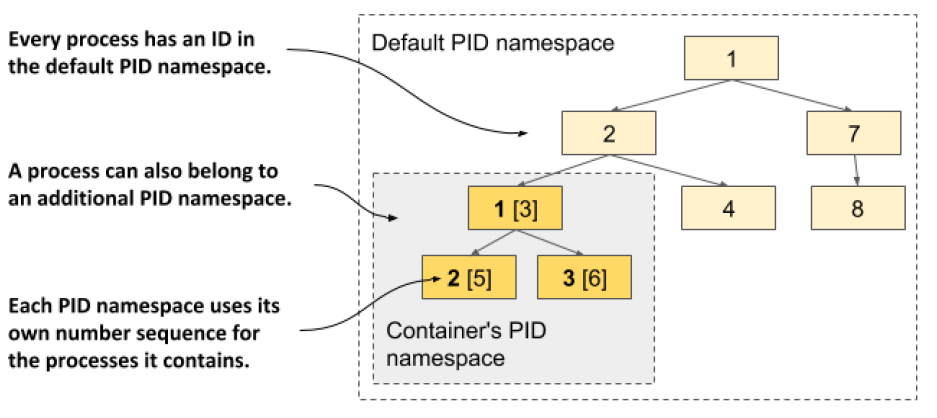 Every process has an ID in
the default PID namespace.
A process can also belong to
an additional PID namespace.
Each PID namespace uses its
own number sequence for
the processes it contains.
Default PID namespace
1
2
7
1 [3]
4
8
2 [5]
3 [6]
Container's PID
namespace